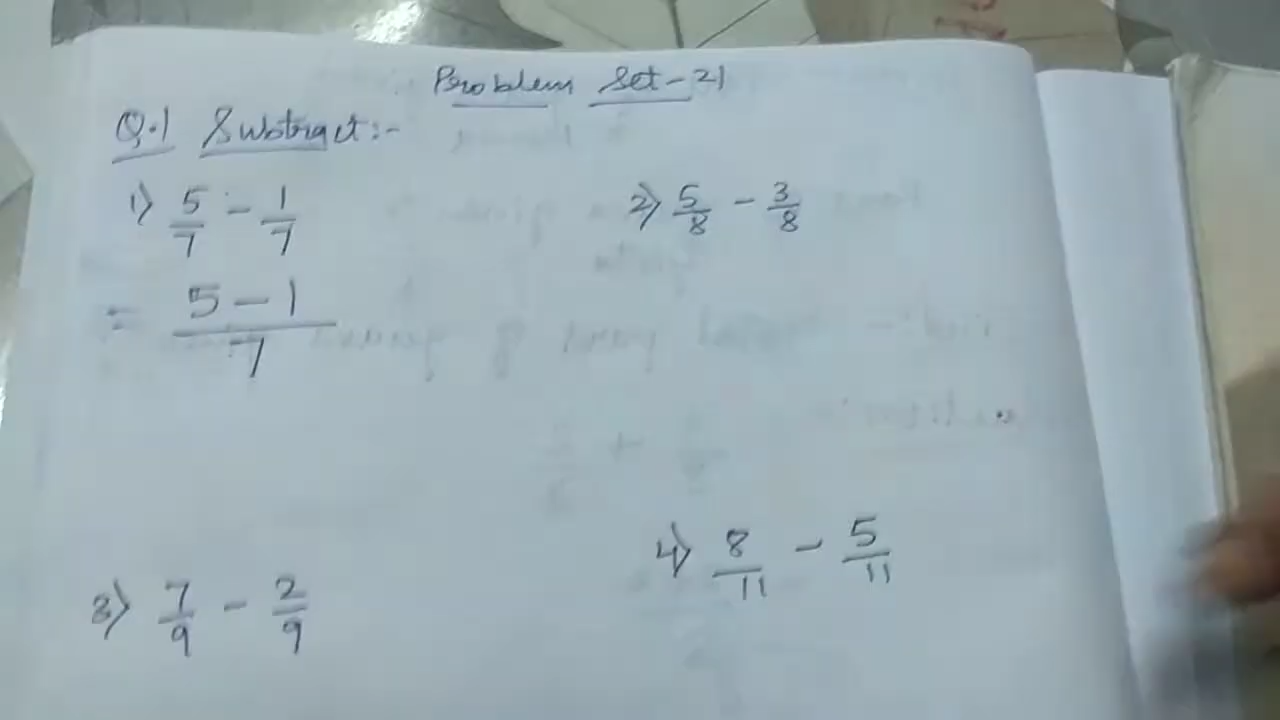 Problem Set-21
Q.1 Subtract:-
1) 5/7 - 1/7
2) 5/8 - 3/8
= 5-1/7
3) 7/9 - 2/9
4) 8/11 - 5/11